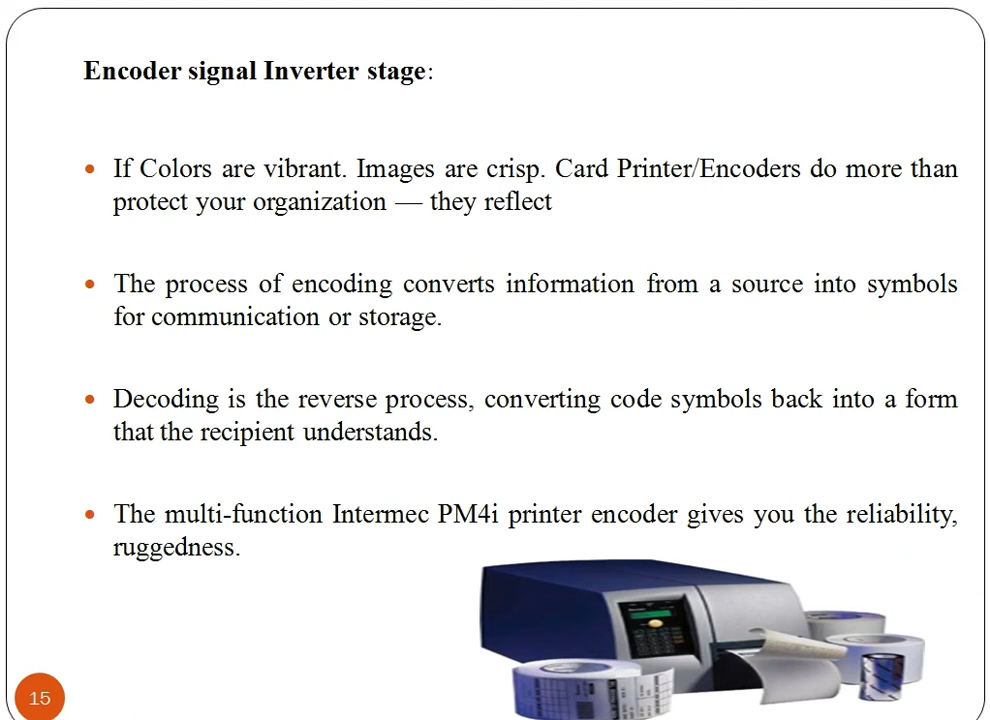 Encoder signal Inverter stage:
If Colors are vibrant. Images are crisp. Card Printer/Encoders do more than
protect your organization — they reflect
The process of encoding converts information from a source into symbols
for communication or storage.
Decoding is the reverse process, converting code symbols back into a form
that the recipient understands.
The multi-function Intermec PM4i printer encoder gives you the reliability,
ruggedness.
15